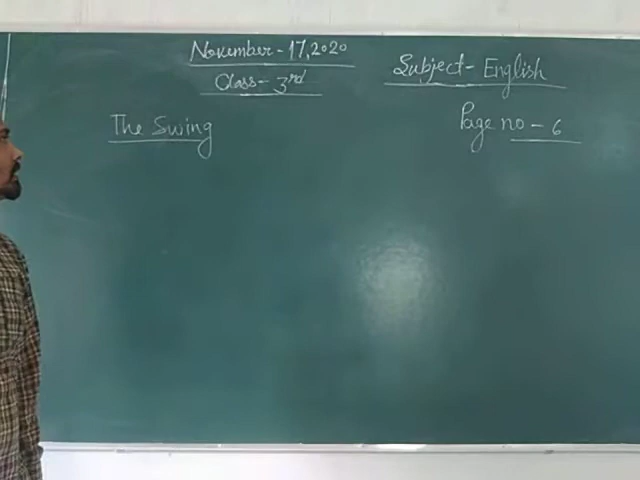 November - 17, 2020
Class - 3rd
Subject - English
The Swing
Page no - 6